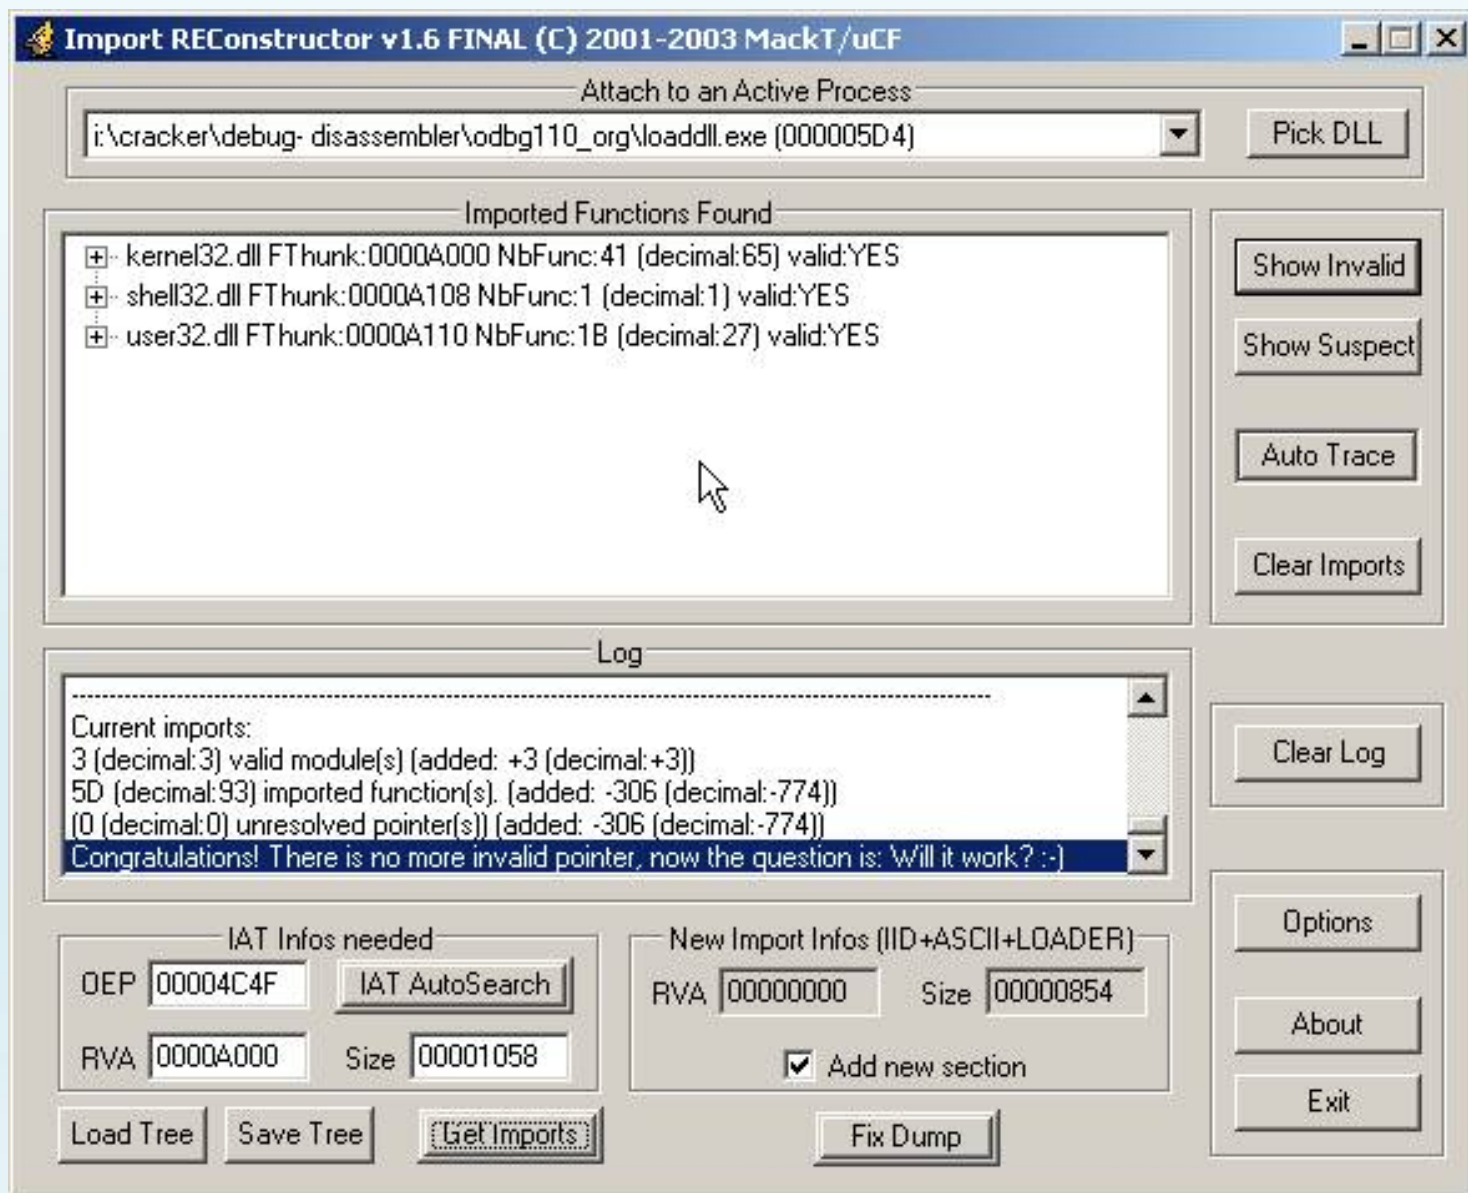 Import REConstructor v1.6 FINAL (C) 2001-2003 MackT/uCF
Attach to an Active Process
i:\cracker\debug- disassembler\odbg110_org\loaddll.exe (000005D4)
Pick DLL
Imported Functions Found
kernel32.dll FThunk:0000A000 NbFunc:41 (decimal:65) valid:YES
shell32.dll FThunk:0000A108 NbFunc:1 (decimal:1) valid:YES
user32.dll FThunk:0000A110 NbFunc:1B (decimal:27) valid:YES
Show Invalid
Show Suspect
Auto Trace
Clear Imports
Log
---------------------------------------------------------------------------------------------------------------------
Current imports:
3 (decimal:3) valid module(s) (added: +3 (decimal:+3))
5D (decimal:93) imported function(s). (added: -306 (decimal:-774))
(0 (decimal:0) unresolved pointer(s)) (added: -306 (decimal:-774))
Congratulations! There is no more invalid pointer, now the question is: Will it work? :-)
Clear Log
IAT Infos needed
OEP 00004C4F IAT AutoSearch
RVA 0000A000 Size 00001058
New Import Infos (IID+ASCII+LOADER)
RVA 00000000 Size 00000854
Add new section
Options
About
Exit
Load Tree Save Tree Get Imports Fix Dump